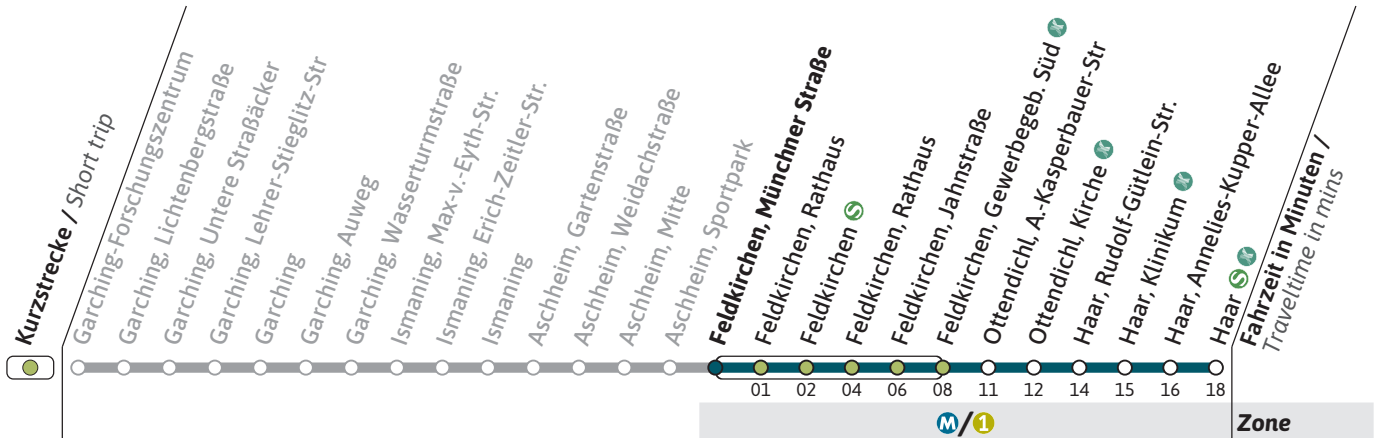 Kurzstrecke / Short trip
Garching-Forschungszentrum
Garching, Lichtenbergstraße
Garching, Untere Straßäcker
Garching, Lehrer-Stieglitz-Str
Garching
Garching, Auweg
Garching, Wasserturmstraße
Ismaning, Max-v.-Eyth-Str.
Ismaning, Erich-Zeitler-Str.
Ismaning
Aschheim, Gartenstraße
Aschheim, Weidachstraße
Aschheim, Mitte
Aschheim, Sportpark
Feldkirchen, Münchner Straße
Feldkirchen, Rathaus
Feldkirchen S
Feldkirchen, Rathaus
Feldkirchen, Jahnstraße
Feldkirchen, Gewerbegeb. Süd X
Ottendichl, A.-Kasperbauer-Str
Ottendichl, Kirche X
Haar, Rudolf-Gütlein-Str.
Haar, Klinikum X
Haar, Annelies-Kupper-Allee
Haar S X
Fahrzeit in Minuten /
Traveltime in mins
01 02 04 06 08 11 12 14 15 16 18
M/1 Zone